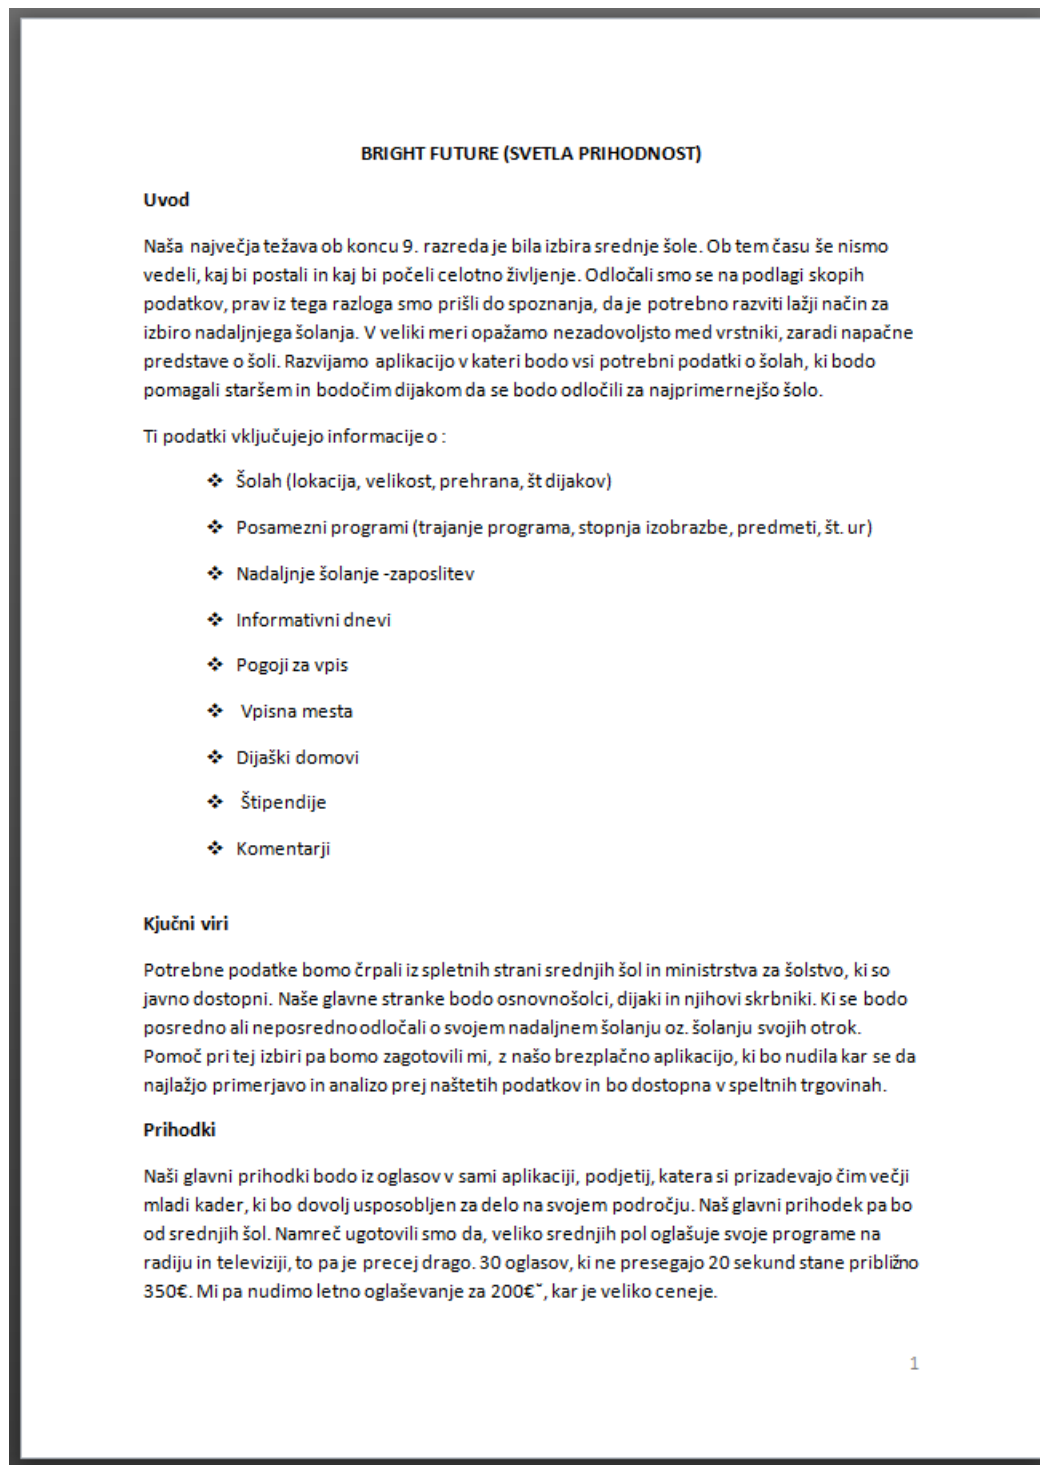 BRIGHT FUTURE (SVETLA PRIHODNOST)
Uvod
Naša največja težava ob koncu 9. razreda je bila izbira srednje šole. Ob tem času še nismo
vedeli, kaj bi postali in kaj bi počeli celotno življenje. Odločali smo se na podlagi skopih
podatkov, prav iz tega razloga smo prišli do spoznanja, da je potrebno razviti lažji način za
izbiro nadaljnjega šolanja. V veliki meri opažamo nezadovoljsto med vrstniki, zaradi napačne
predstave o šoli. Razvijamo aplikacijo v kateri bodo vsi potrebni podatki o šolah, ki bodo
pomagali staršem in bodočim dijakom da se bodo odločili za najprimernejšo šolo.
Ti podatki vključujejo informacije o :
❖ Šolah (lokacija, velikost, prehrana, št dijakov)
❖ Posamezni programi (trajanje programa, stopnja izobrazbe, predmeti, št. ur)
❖ Nadaljnje šolanje -zaposlitev
❖ Informativni dnevi
❖ Pogoji za vpis
❖ Vpisna mesta
❖ Dijaški domovi
❖ Štipendije
❖ Komentarji
Kjučni viri
Potrebne podatke bomo črpali iz spletnih strani srednjih šol in ministrstva za šolstvo, ki so
javno dostopni. Naše glavne stranke bodo osnovnošolci, dijaki in njihovi skrbniki. Ki se bodo
posredno ali neposredno odločali o svojem nadaljnem šolanju oz. šolanju svojih otrok.
Pomoč pri tej izbiri pa bomo zagotovili mi, z našo brezplačno aplikacijo, ki bo nudila kar se da
najlažjo primerjavo in analizo prej naštetih podatkov in bo dostopna v speltnih trgovinah.
Prihodki
Naši glavni prihodki bodo iz oglasov v sami aplikaciji, podjetij, katera si prizadevajo čim večji
mladi kader, ki bo dovolj usposobljen za delo na svojem področju. Naš glavni prihodek pa bo
od srednjih šol. Namreč ugotovili smo da, veliko srednjih pol oglašuje svoje programe na
radiju in televiziji, to pa je precej drago. 30 oglasov, ki ne presegajo 20 sekund stane približno
350€. Mi pa nudimo letno oglaševanje za 200€ˇ, kar je veliko ceneje.
1